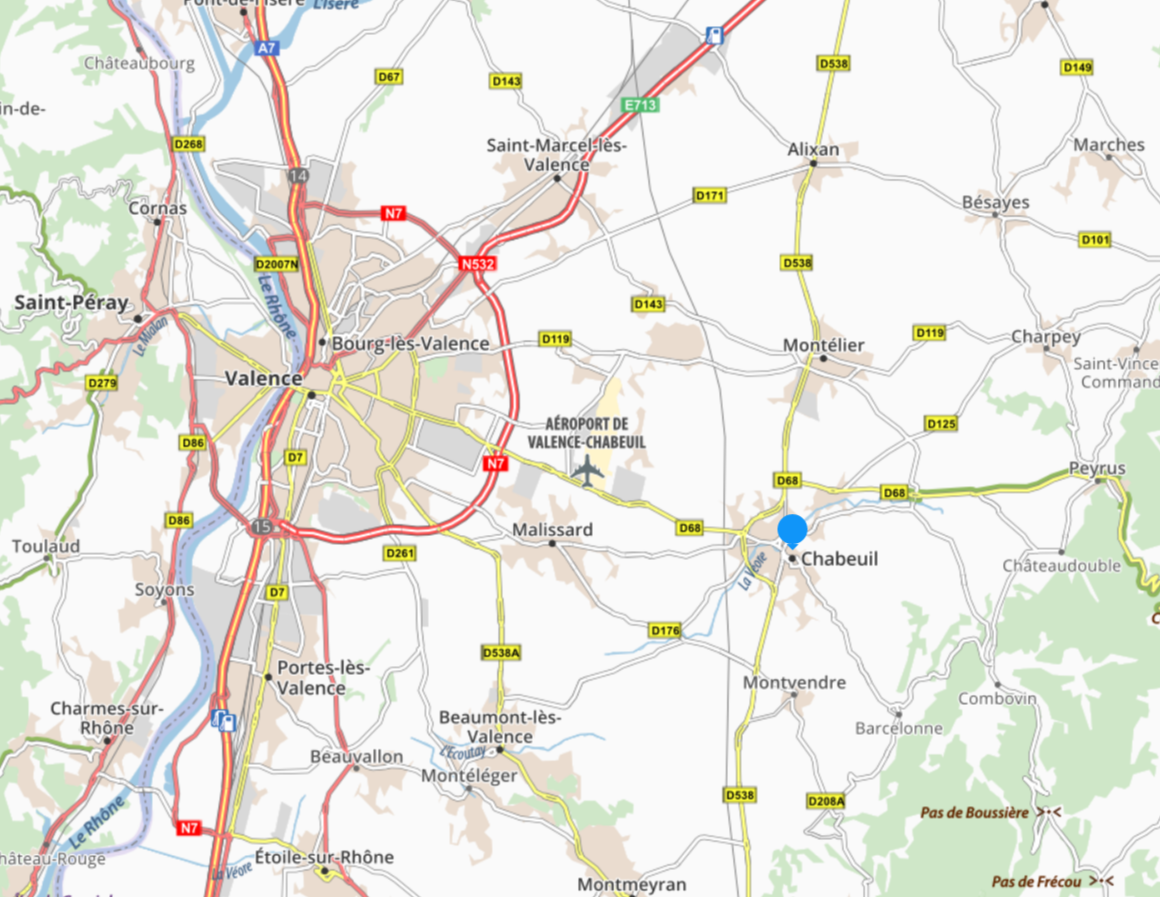 Pont-de-l'Isère
L'Isère
A7
Châteaubourg
D67
D143
D538
D149
in-de-
E713
D268
Saint-Marcel-lès-
Valence
Alixan
Marches
14
D171
Cornas
N7
Bésayes
D101
D2007N
N532
D538
Le Rhône
Saint-Péray
D143
Le Mialan
Bourg-lès-Valence
D119
Montélier
D119
Charpey
Saint-Vince
Command
Valence
D279
AÉROPORT DE
VALENCE-CHABEUIL
D125
D86
D7
N7
Peyrus
D68
D68
D86
15
Malissard
D68
Toulaud
D261
Chabeuil
La Véore
Châteaudouble
Soyons
D7
D176
D538A
Portes-lès-
Valence
Montvendre
Combovin
Charmes-sur-
Rhône
Beaumont-lès-
Valence
Barcelonne
Beauvallon
L'Ecoutay
Montéléger
D538
D208A
Pas de Boussière
Le Rhône
N7
hâteau-Rouge
Étoile-sur-Rhône
La Véore
Montmeyran
Pas de Frécou